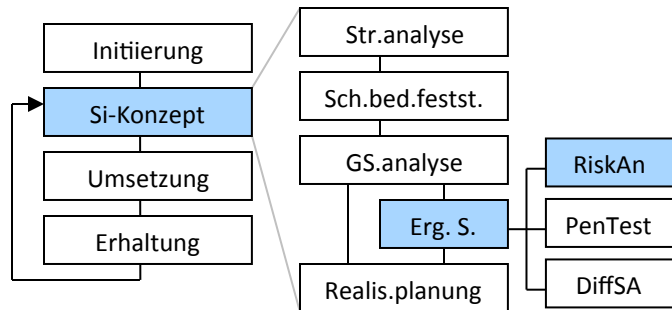 Initiierung
Si-Konzept
Umsetzung
Erhaltung
Str.analyse
Sch.bed.festst.
GS.analyse
Erg. S.
Realis.planung
RiskAn
PenTest
DiffSA